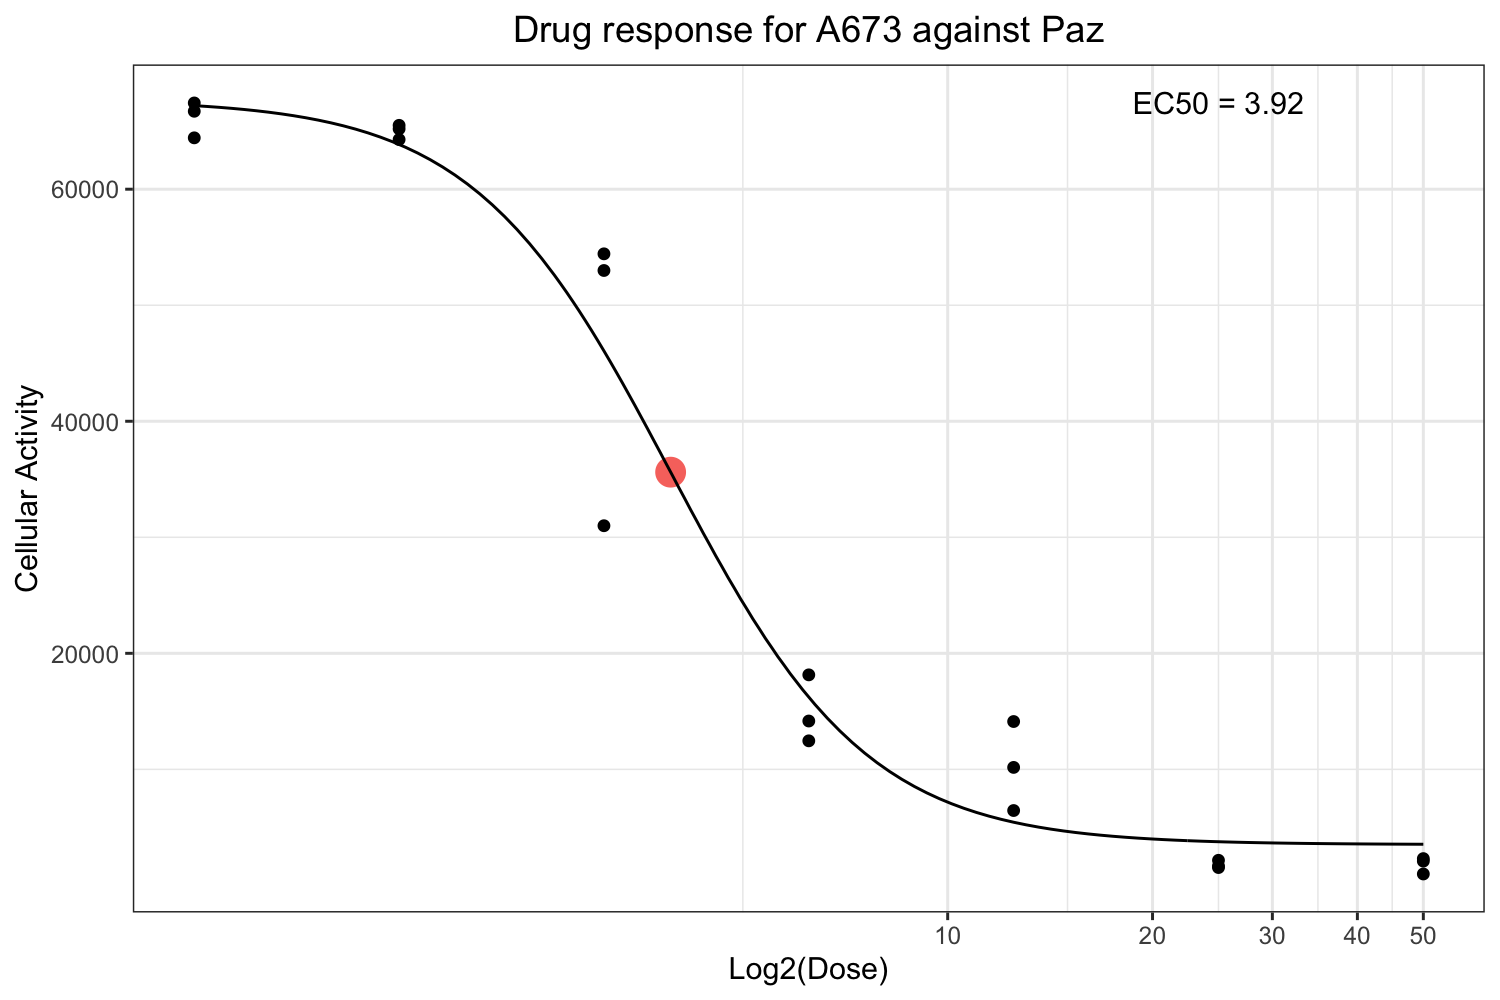 Drug response for A673 against Paz
EC50 = 3.92
60000
40000
20000
Cellular Activity
10 20 30 40 50
Log2(Dose)